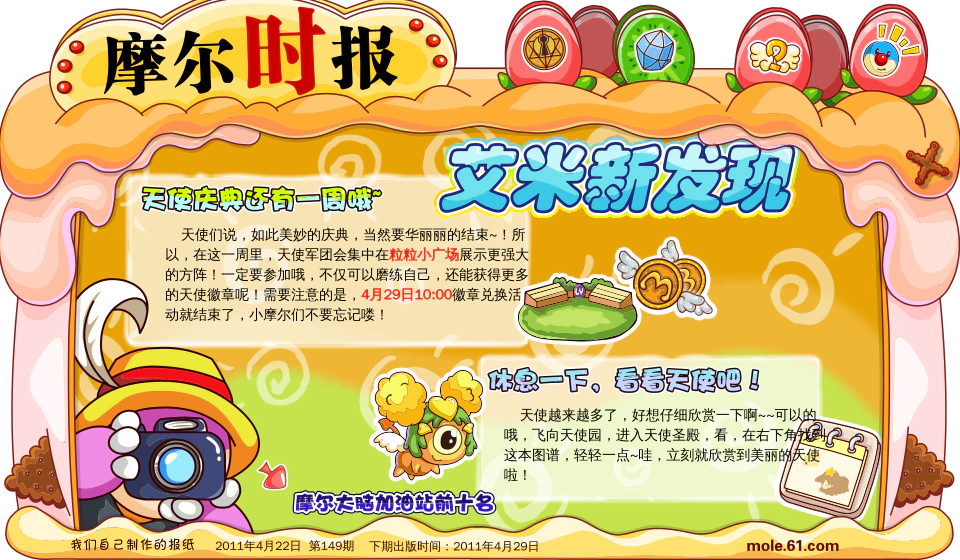 摩尔时报
艾米新发现
天使庆典还有一周哦~
天使们说，如此美妙的庆典，当然要华丽丽的结束~！所
以，在这一周里，天使军团会集中在粒粒小广场展示更强大
的方阵！一定要参加哦，不仅可以磨练自己，还能获得更多
的天使徽章呢！需要注意的是，4月29日10:00徽章兑换活
动就结束了，小摩尔们不要忘记喽！
休息一下，看看天使吧！
天使越来越多了，好想仔细欣赏一下啊~~可以的
哦，飞向天使园，进入天使圣殿，看，在右下角找到
这本图谱，轻轻一点~哇，立刻就欣赏到美丽的天使
啦！
摩尔大脑加油站前十名
我们自己制作的报纸 2011年4月22日 第149期 下期出版时间：2011年4月29日 mole.61.com